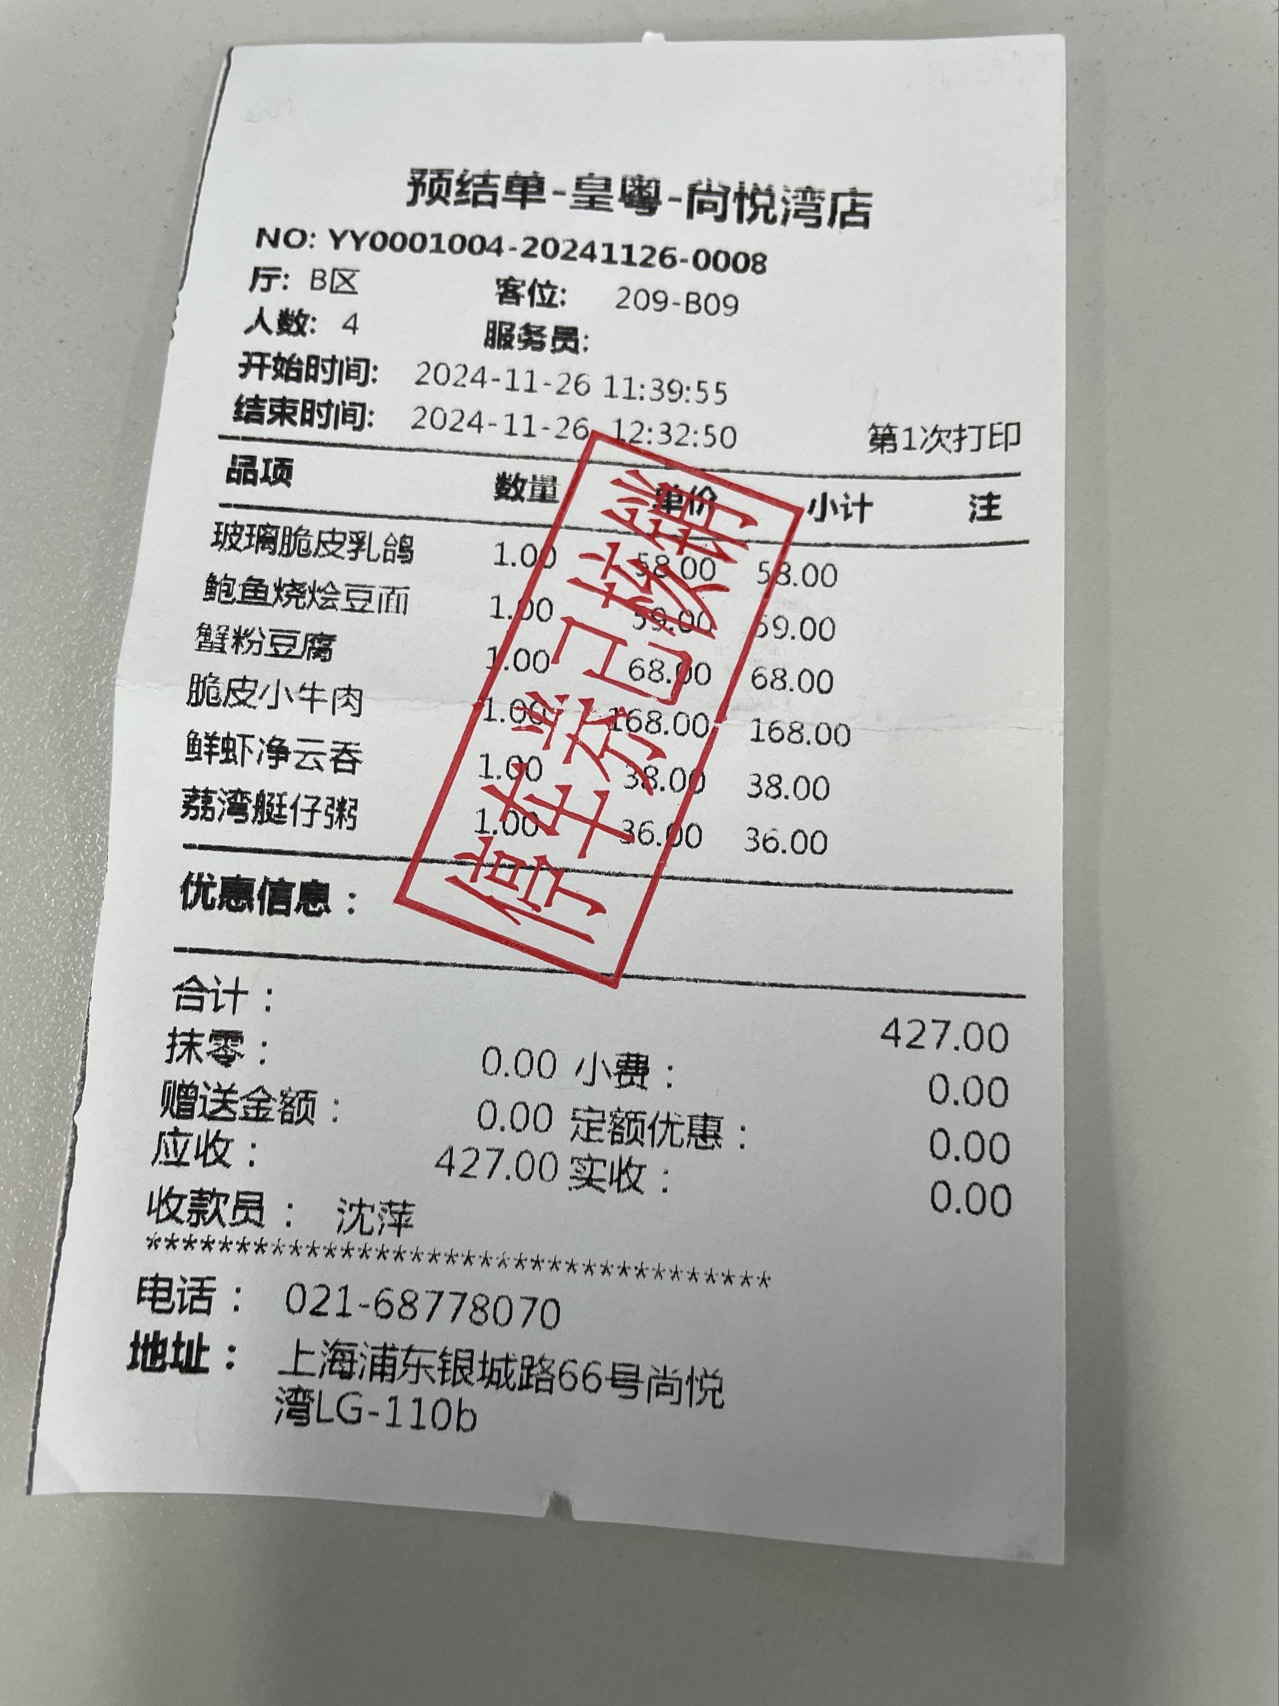 预结单-皇粤-尚悦湾店
NO: YY0001004-20241126-0008
厅: B区 客位: 209-B09
人数: 4 服务员:
开始时间: 2024-11-26 11:39:55
结束时间: 2024-11-26 12:32:50 第1次打印
品项 数量 单价 小计 注
玻璃脆皮乳鸽 1.00 58.00 58.00
鲍鱼烧烩豆面 1.00 59.00 59.00
蟹粉豆腐 1.00 68.00 68.00
脆皮小牛肉 1.00 168.00 168.00
鲜虾净云吞 1.00 38.00 38.00
荔湾艇仔粥 1.00 36.00 36.00
停车券已核销
优惠信息：
合计： 427.00
抹零： 0.00 小费： 0.00
赠送金额： 0.00 定额优惠： 0.00
应收： 427.00 实收： 0.00
收款员： 沈萍
************************************
电话： 021-68778070
地址： 上海浦东银城路66号尚悦
湾LG-110b